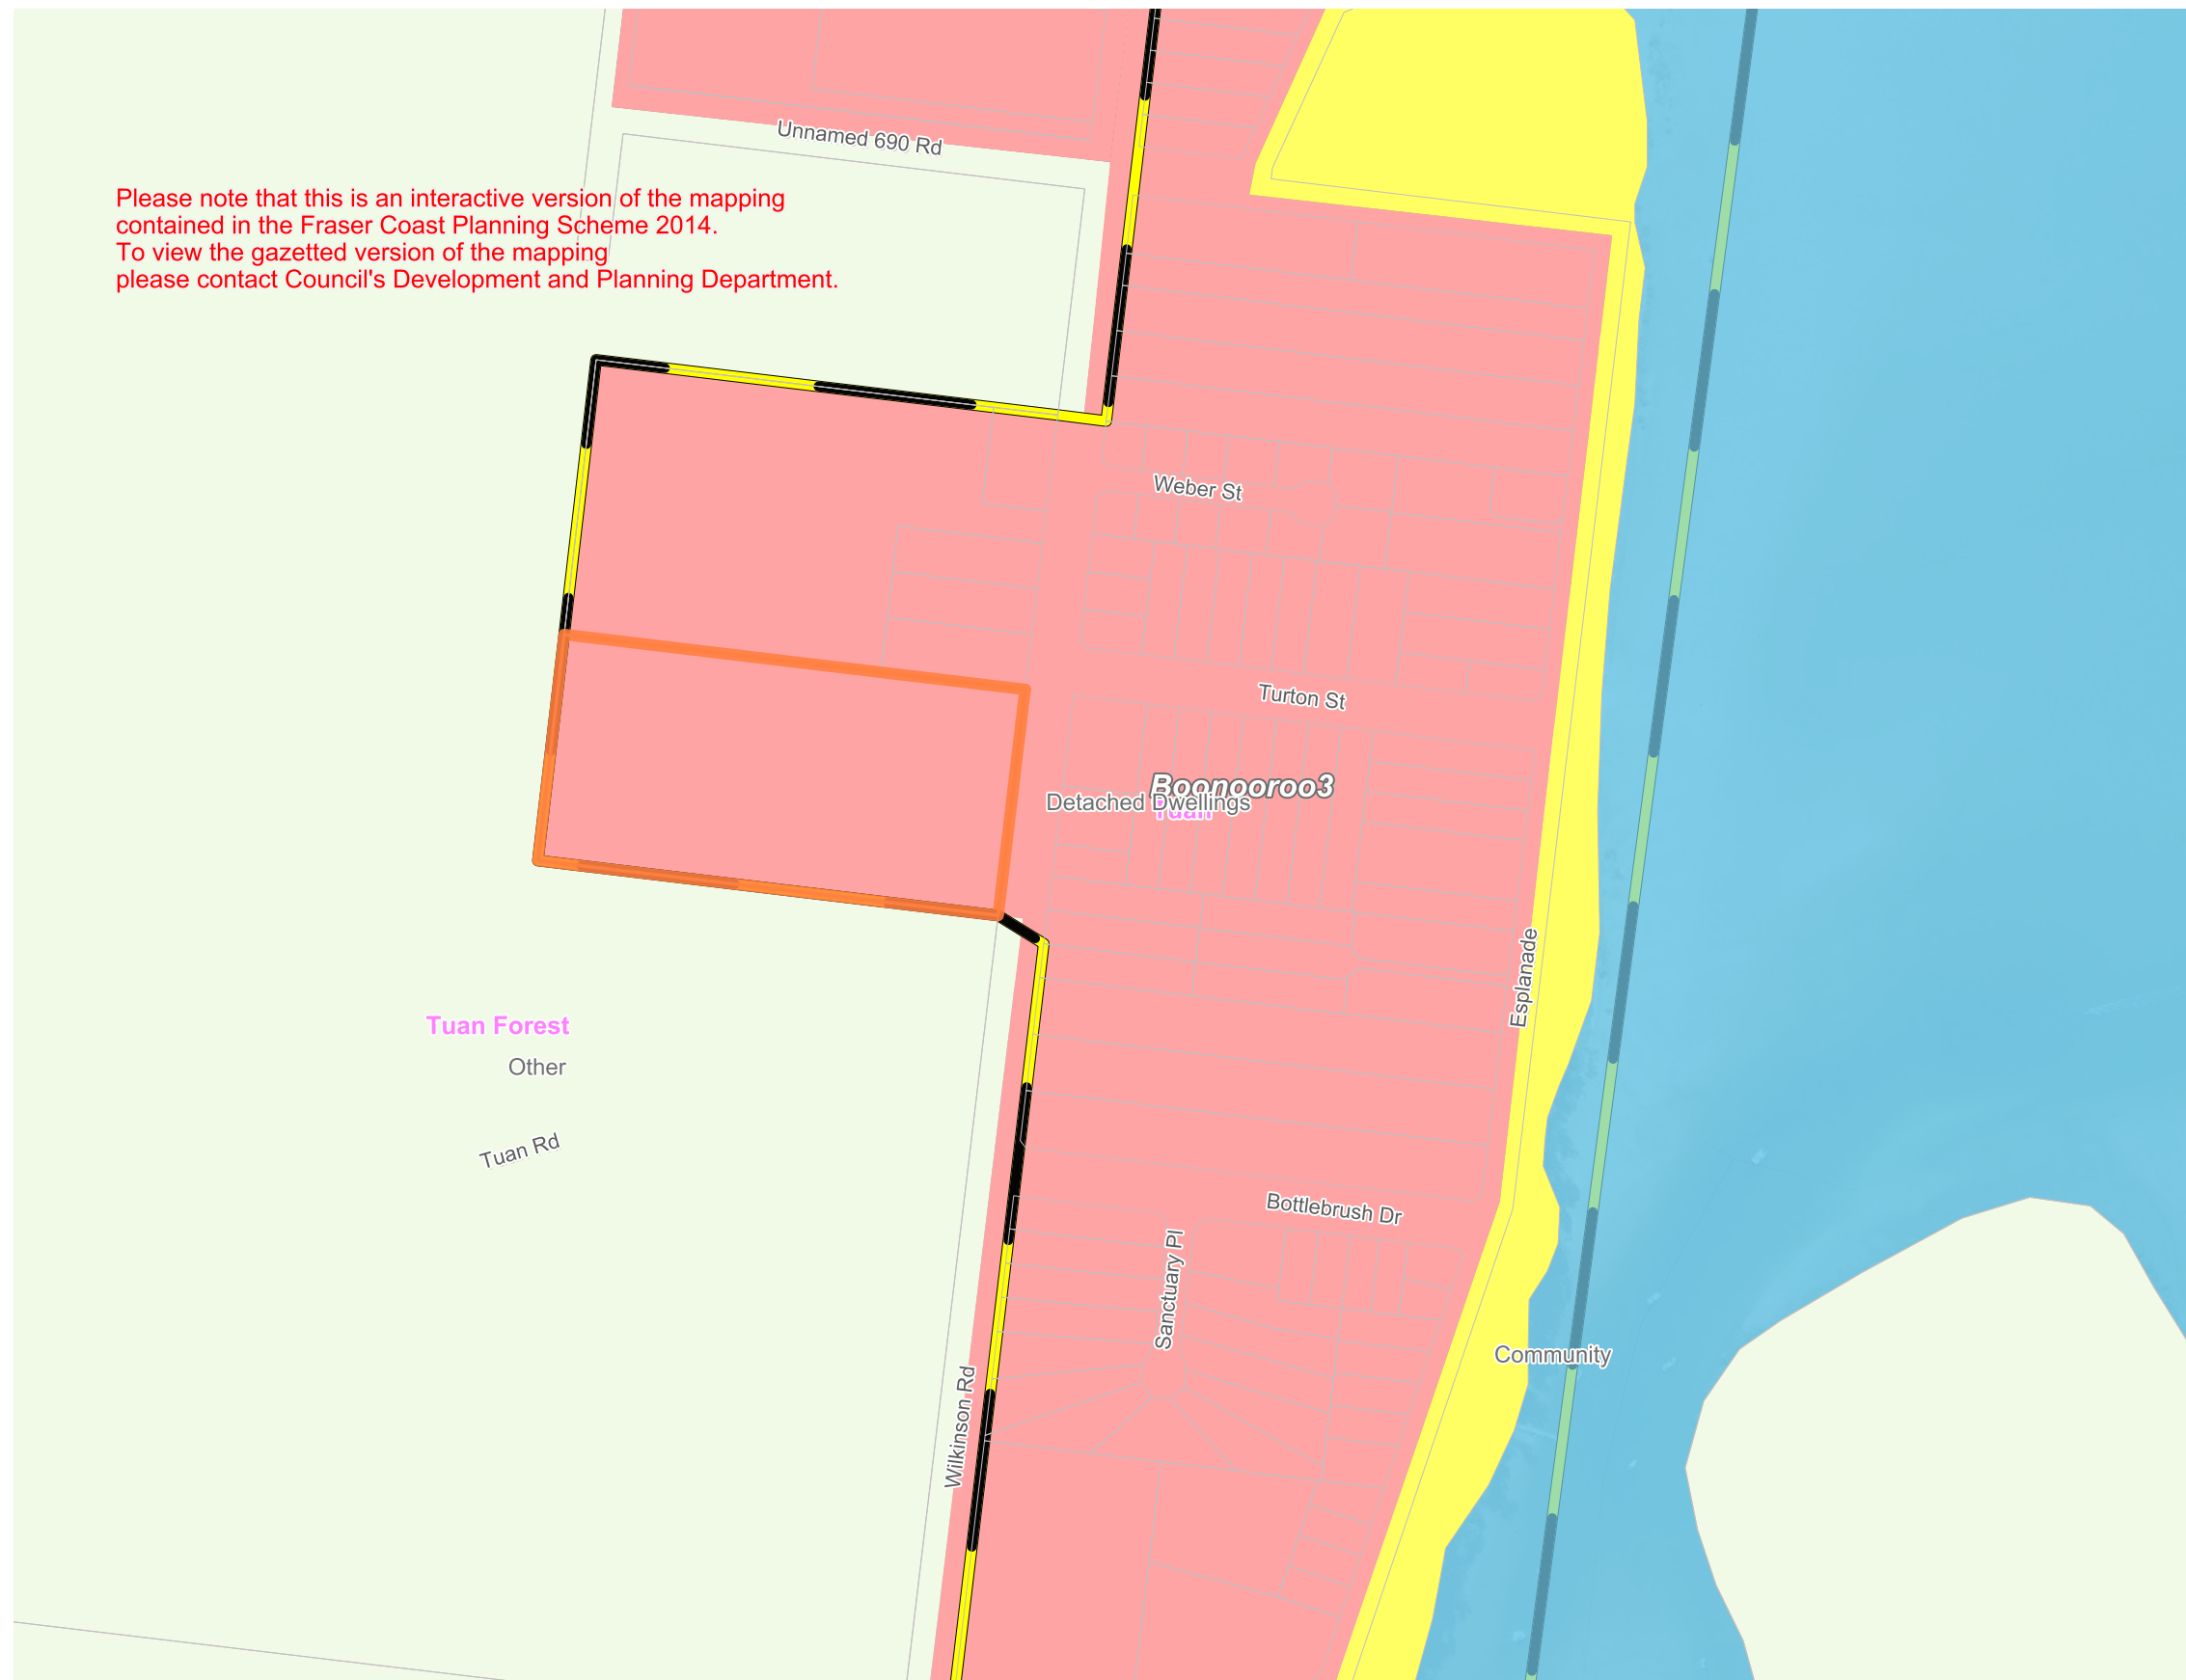 Unnamed 690 Rd
Please note that this is an interactive version of the mapping
contained in the Fraser Coast Planning Scheme 2014.
To view the gazetted version of the mapping
please contact Council's Development and Planning Department.
Weber St
Turton St
Boonooroo3
Detached Dwellings
Tuan
Esplanade
Tuan Forest
Other
Tuan Rd
Bottlebrush Dr
Sanctuary Pl
Community
Wilkinson Rd